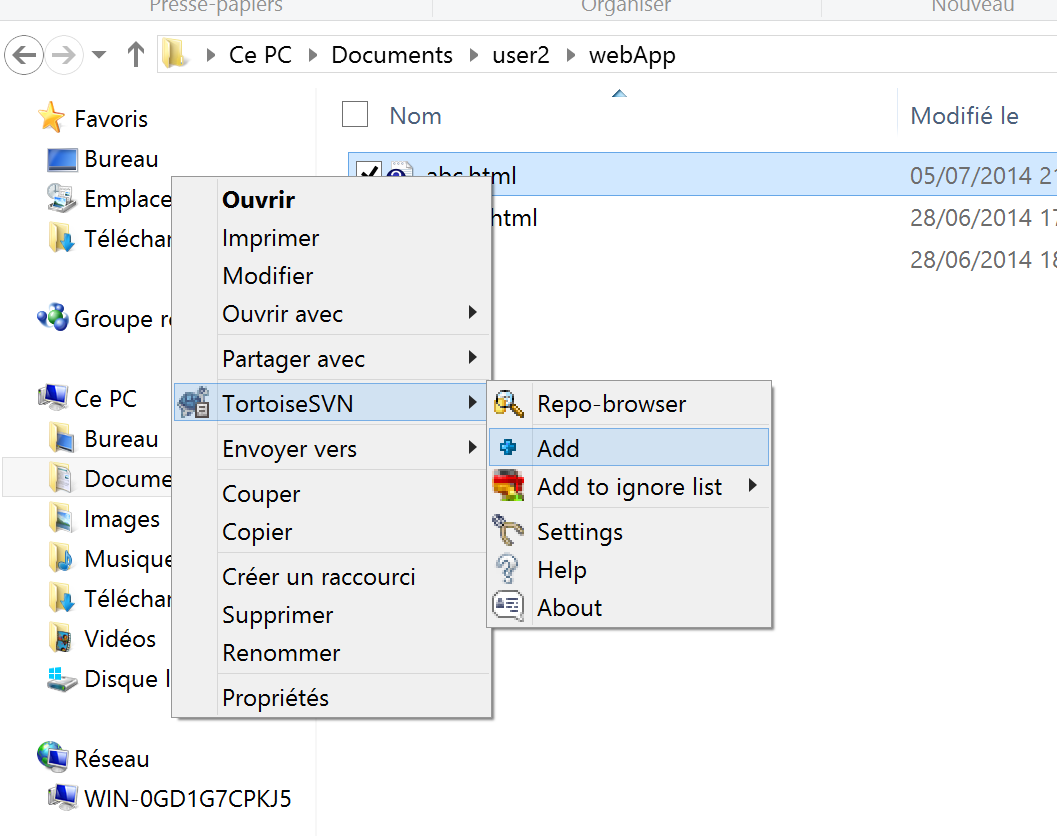 Presse-papiers Organiser Nouveau
Ce PC Documents user2 webApp
Nom Modifié le
Favoris
Bureau
Emplace
Téléchar
Groupe
Ce PC
Bureau
Docume
Images
Musique
Téléchar
Vidéos
Disque
Réseau
WIN-0GD1G7CPKJ5
abc.html 05/07/2014
html 28/06/2014
28/06/2014
Ouvrir
Imprimer
Modifier
Ouvrir avec
Partager avec
TortoiseSVN
Envoyer vers
Couper
Copier
Créer un raccourci
Supprimer
Renommer
Propriétés
Repo-browser
Add
Add to ignore list
Settings
Help
About